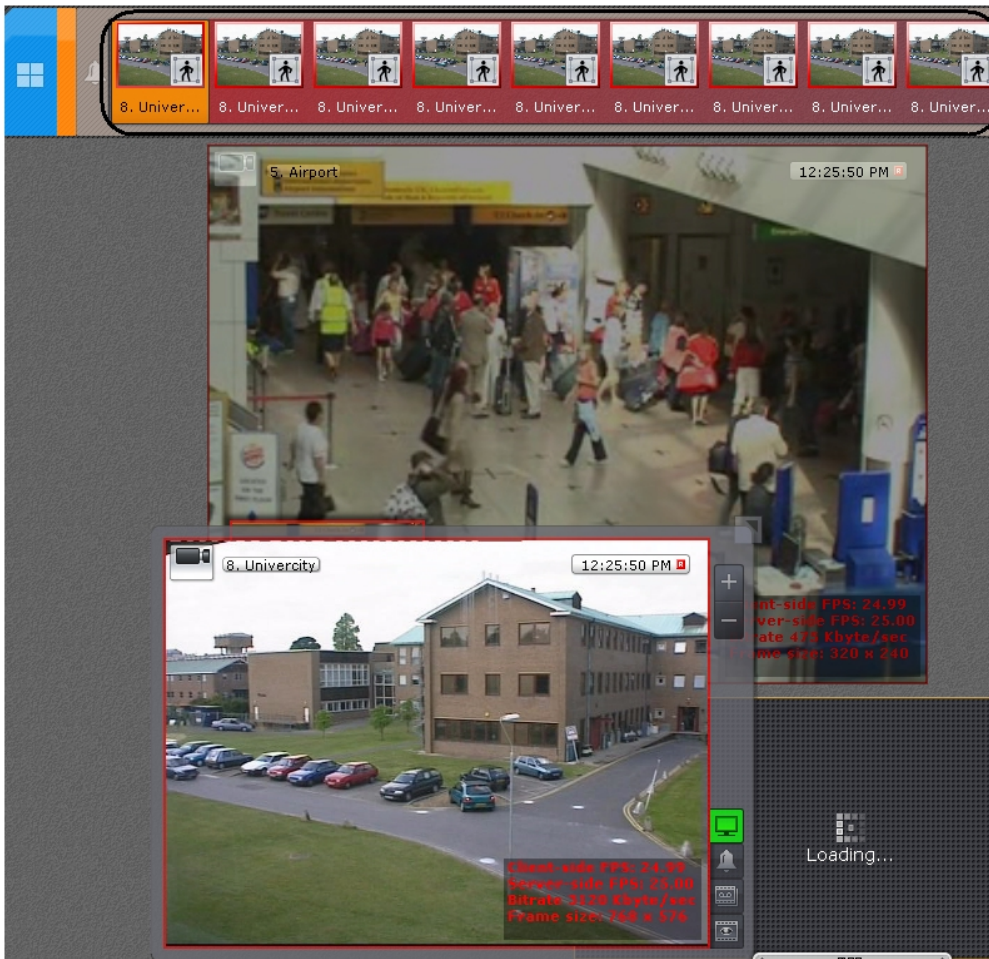 8. Univer... 8. Univer... 8. Univer... 8. Univer... 8. Univer... 8. Univer... 8. Univer... 8. Univer... 8. Univer...
5. Airport
12:25:50 PM R
8. Univercity
12:25:50 PM R
nt-side FPS: 24.99
ver-side FPS: 25.00
rate 473 Kbyte/sec
me size: 320 x 240
Loading...
Client-side FPS: 24.99
Server-side FPS: 25.00
Bitrate 3120 Kbyte/sec
Frame size: 768 x 576